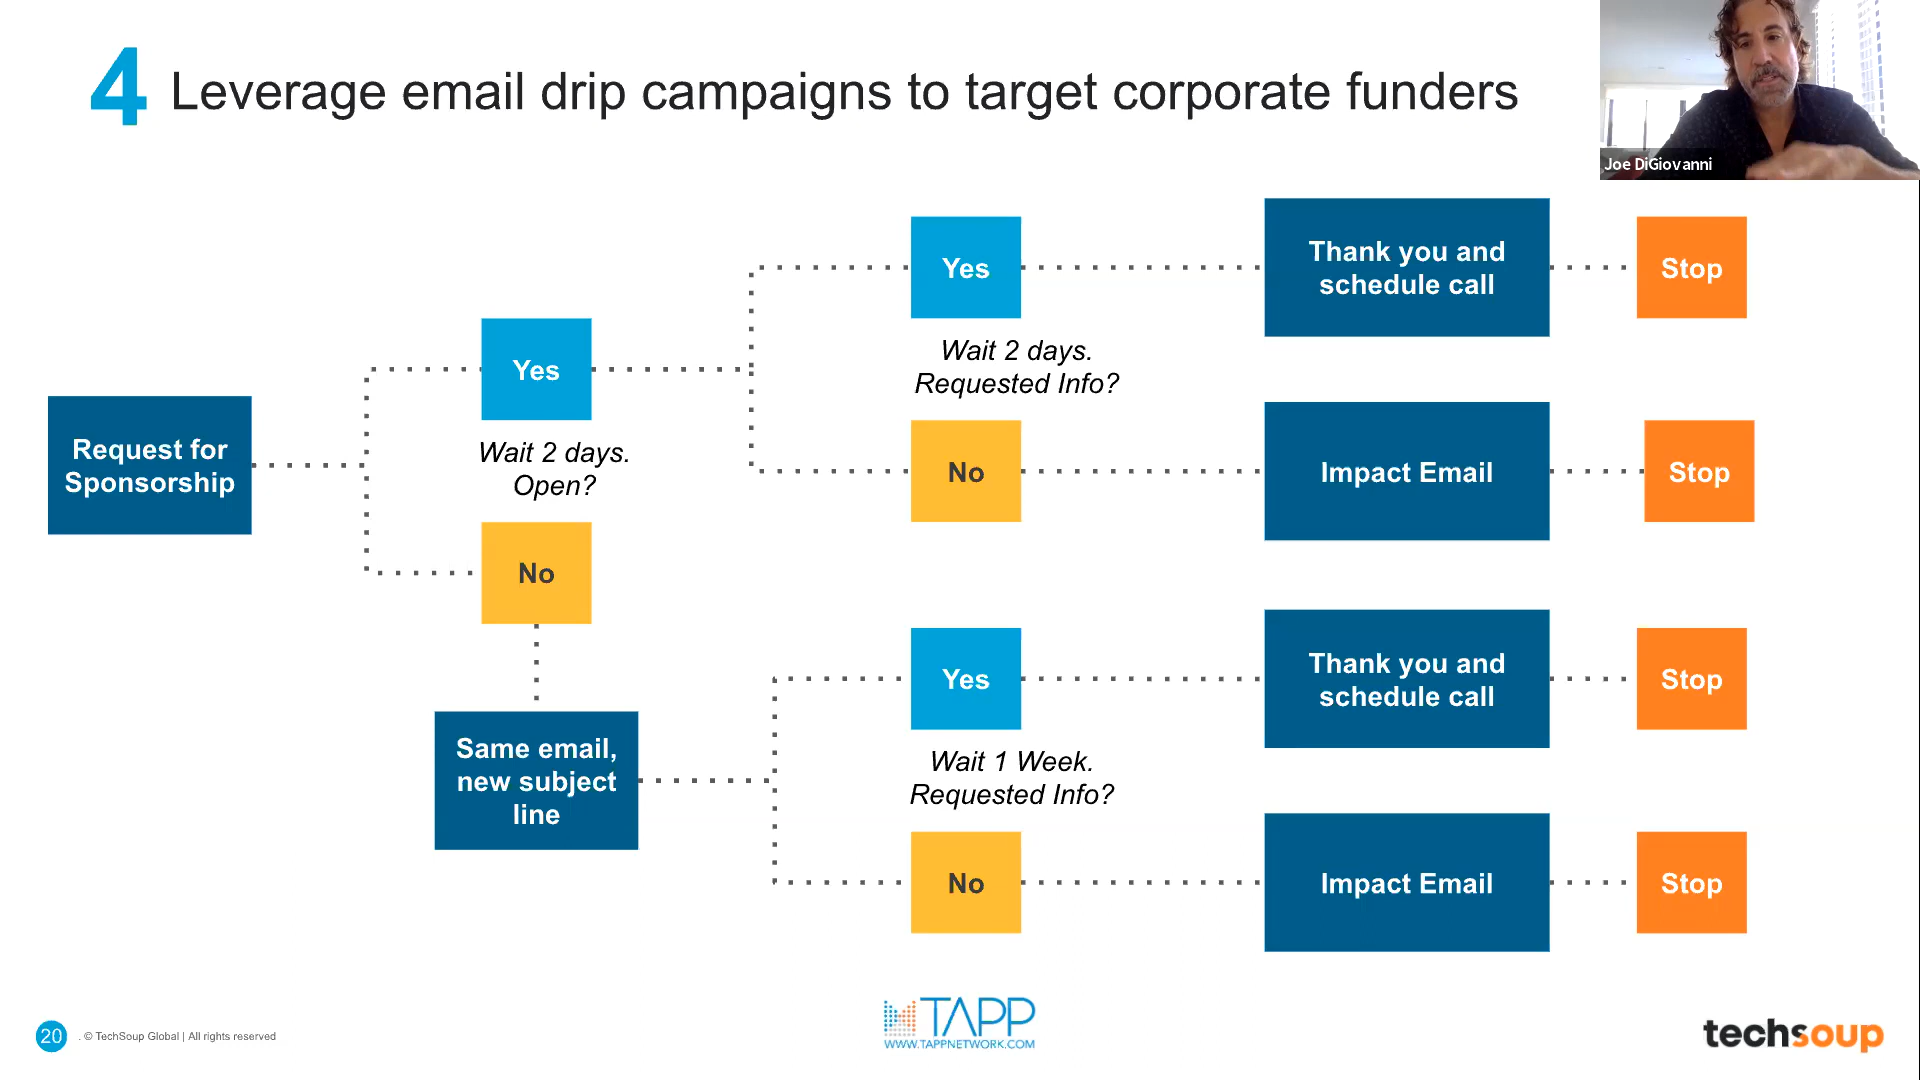 4 Leverage email drip campaigns to target corporate funders
Joe DiGiovanni
Request for
Sponsorship
Yes
Wait 2 days.
Open?
No
Same email,
new subject
line
Yes
Wait 2 days.
Requested Info?
No
Thank you and
schedule call
Stop
Impact Email
Stop
Yes
Wait 1 Week.
Requested Info?
No
Thank you and
schedule call
Stop
Impact Email
Stop
20 . © TechSoup Global | All rights reserved
TAPP
WWW.TAPPNETWORK.COM
techsoup